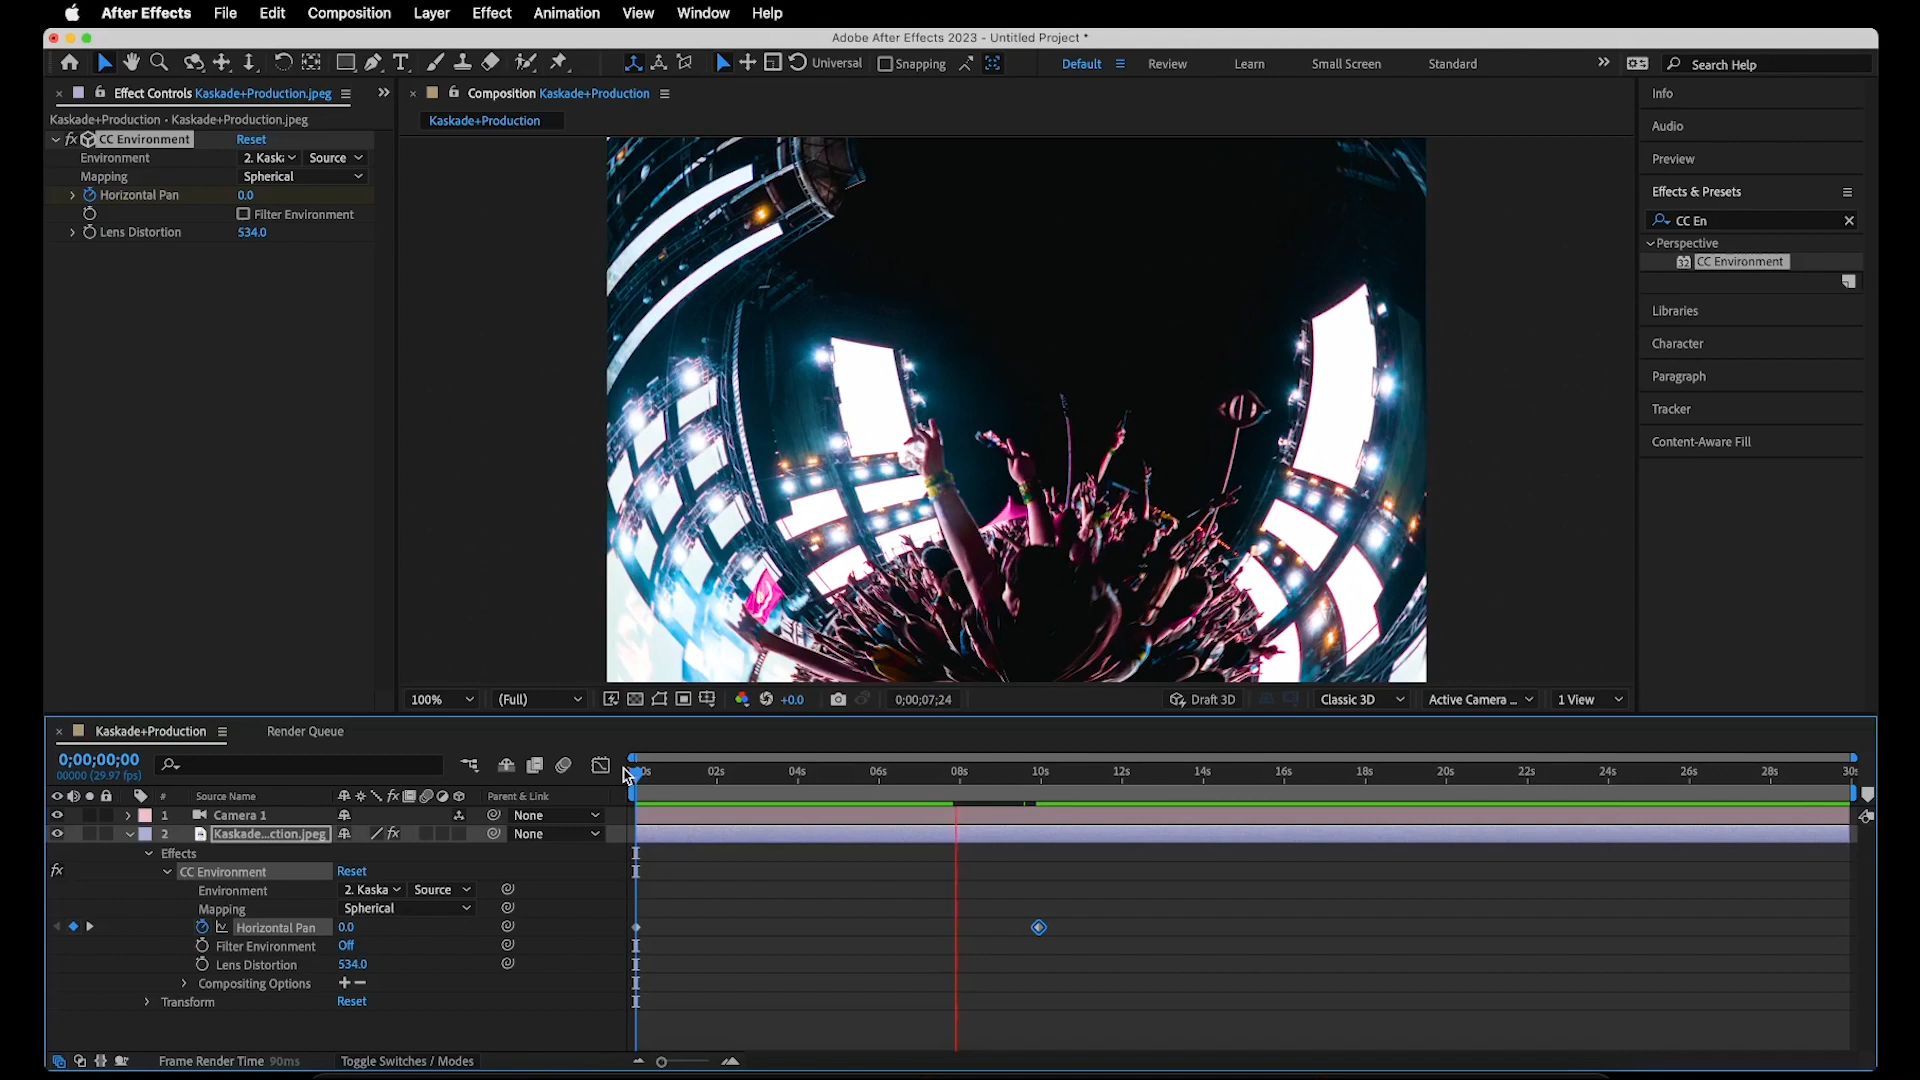 After Effects File Edit Composition Layer Effect Animation View Window Help
Adobe After Effects 2023 - Untitled Project *
Universal Snapping Default Review Learn Small Screen Standard Search Help
Effect Controls Kaskade+Production.jpeg
Composition Kaskade+Production
Kaskade+Production • Kaskade+Production.jpeg
Kaskade+Production
fx CC Environment Reset
Environment 2. Kask Source
Mapping Spherical
Horizontal Pan 0.0
Filter Environment
Lens Distortion 534.0
Info
Audio
Preview
Effects & Presets
CC En
Perspective
32 CC Environment
Libraries
Character
Paragraph
Tracker
Content-Aware Fill
100% (Full) +0.0 0;00;07;24 Draft 3D Classic 3D Active Camera ... 1 View
Kaskade+Production Render Queue
0;00;00;00
00000 (29.97 fps)
00s 02s 04s 06s 08s 10s 12s 14s 16s 18s 20s 22s 24s 26s 28s 30s
# Source Name fx Parent & Link
1 Camera 1 None
2 Kaskade...ction.jpeg fx None
Effects
fx CC Environment Reset
Environment 2. Kaska Source
Mapping Spherical
Horizontal Pan 0.0
Filter Environment Off
Lens Distortion 534.0
Compositing Options
Transform Reset
Frame Render Time 90ms Toggle Switches / Modes